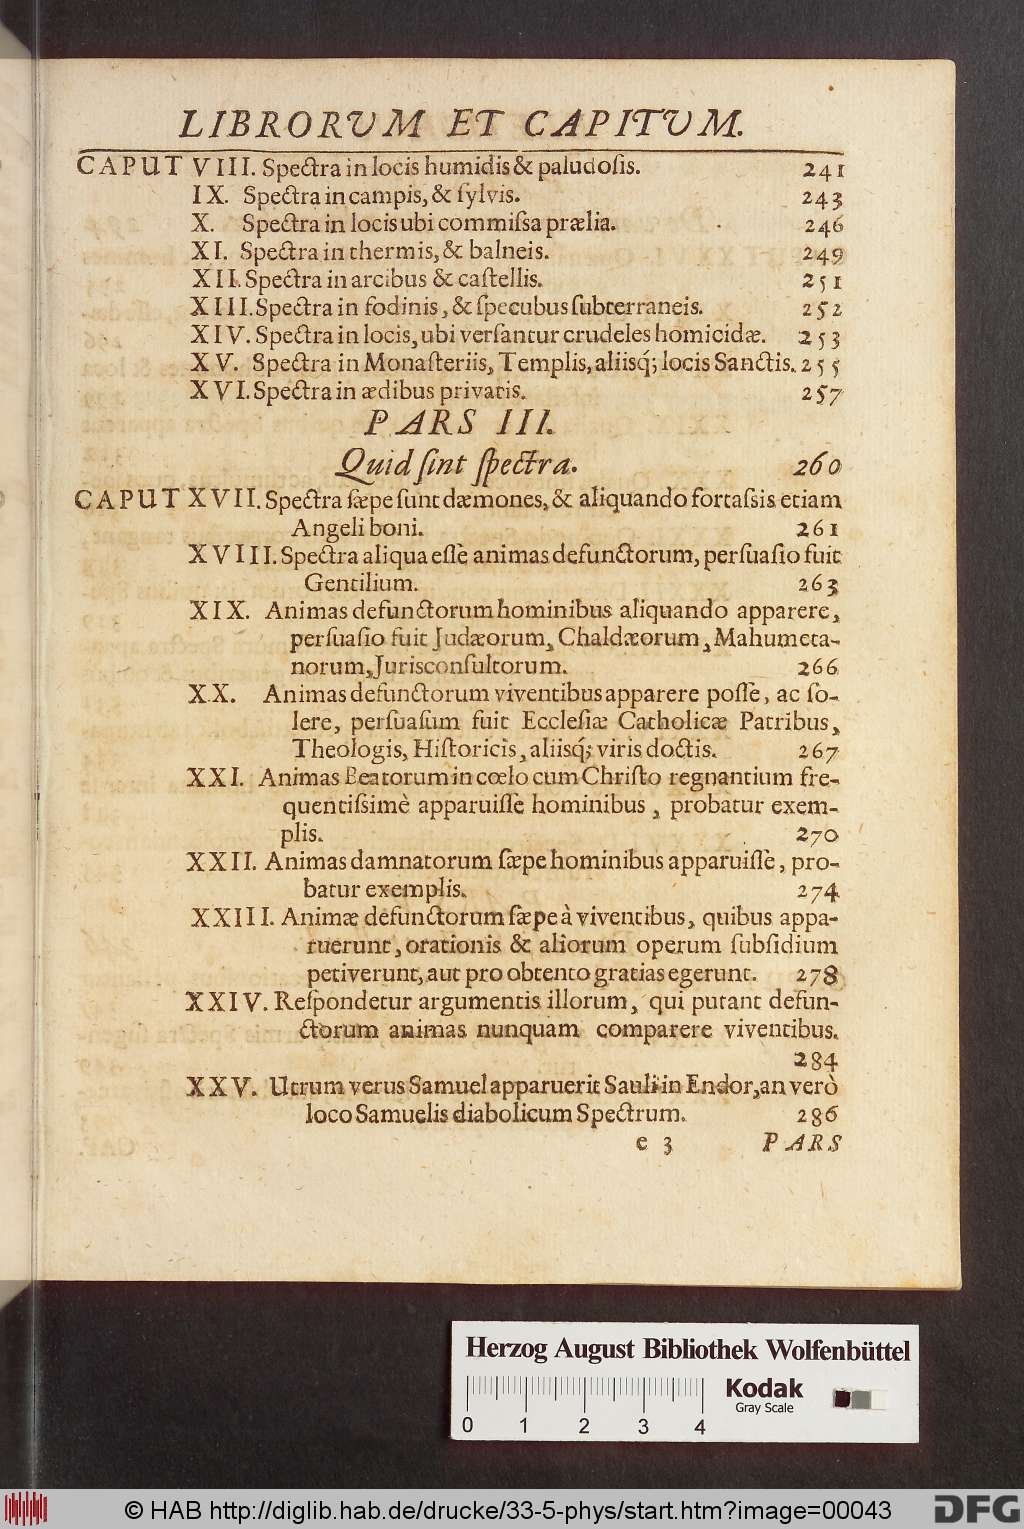 LIBRORUM ET CAPITUM.
CAPUT VIII. Spectra in locis humidis & paludoſis. 241
IX. Spectra in campis, & ſylvis. 243
X. Spectra in locis ubi commiſsa prælia. 246
XI. Spectra in thermis, & balneis. 249
XII. Spectra in arcibus & caſtellis. 251
XIII. Spectra in fodinis, & ſpecubus ſubterraneis. 252
XIV. Spectra in locis, ubi verſantur crudeles homicidæ. 253
XV. Spectra in Monaſteriis, Templis, aliisq́; locis Sanctis. 255
XVI. Spectra in ædibus privatis. 257
PARS III.
Quid ſint ſpectra. 260
CAPUT XVII. Spectra ſæpe ſunt dæmones, & aliquando fortaſsis etiam
Angeli boni. 261
XVIII. Spectra aliqua eſſè animas defunctorum, perſuaſio fuit
Gentilium. 263
XIX. Animas defunctorum hominibus aliquando apparere,
perſuaſio fuit Judæorum, Chaldæorum, Mahumeta-
norum, Jurisconſultorum. 266
XX. Animas defunctorum viventibus apparere poſſè, ac ſo-
lere, perſuaſum fuit Eccleſiæ Catholicæ Patribus,
Theologis, Hiſtoricis, aliisq́; viris doctis. 267
XXI. Animas Beatorum in cœlo cum Chriſto regnantium fre-
quentiſsimè apparuiſſè hominibus, probatur exem-
plis. 270
XXII. Animas damnatorum ſæpe hominibus apparuiſſè, pro-
batur exemplis. 274
XXIII. Animæ defunctorum ſæpe à viventibus, quibus appa-
ruerunt, orationis & aliorum operum ſubſidium
petiverunt, aut pro obtento gratias egerunt. 278
XXIV. Reſpondetur argumentis illorum, qui putant defun-
ctorum animas nunquam comparere viventibus.
284
XXV. Utrum verus Samuel apparuerit Sauli in Endor, an verò
loco Samuelis diabolicum Spectrum. 286
e 3 PARS
Herzog August Bibliothek Wolfenbüttel
Kodak
Gray Scale
0 1 2 3 4
© HAB http://diglib.hab.de/drucke/33-5-phys/start.htm?image=00043
DFG